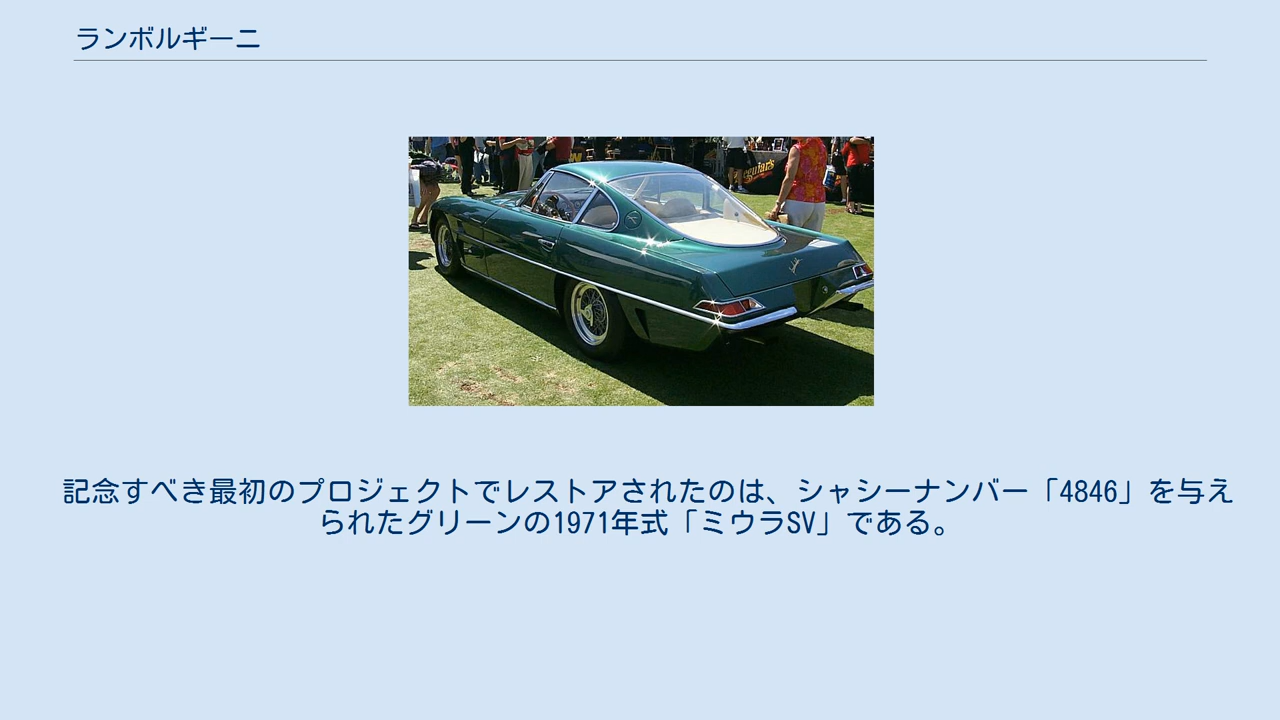 ランボルギーニ
記念すべき最初のプロジェクトでレストアされたのは、シャシーナンバー「4846」を与え
られたグリーンの1971年式「ミウラSV」である。